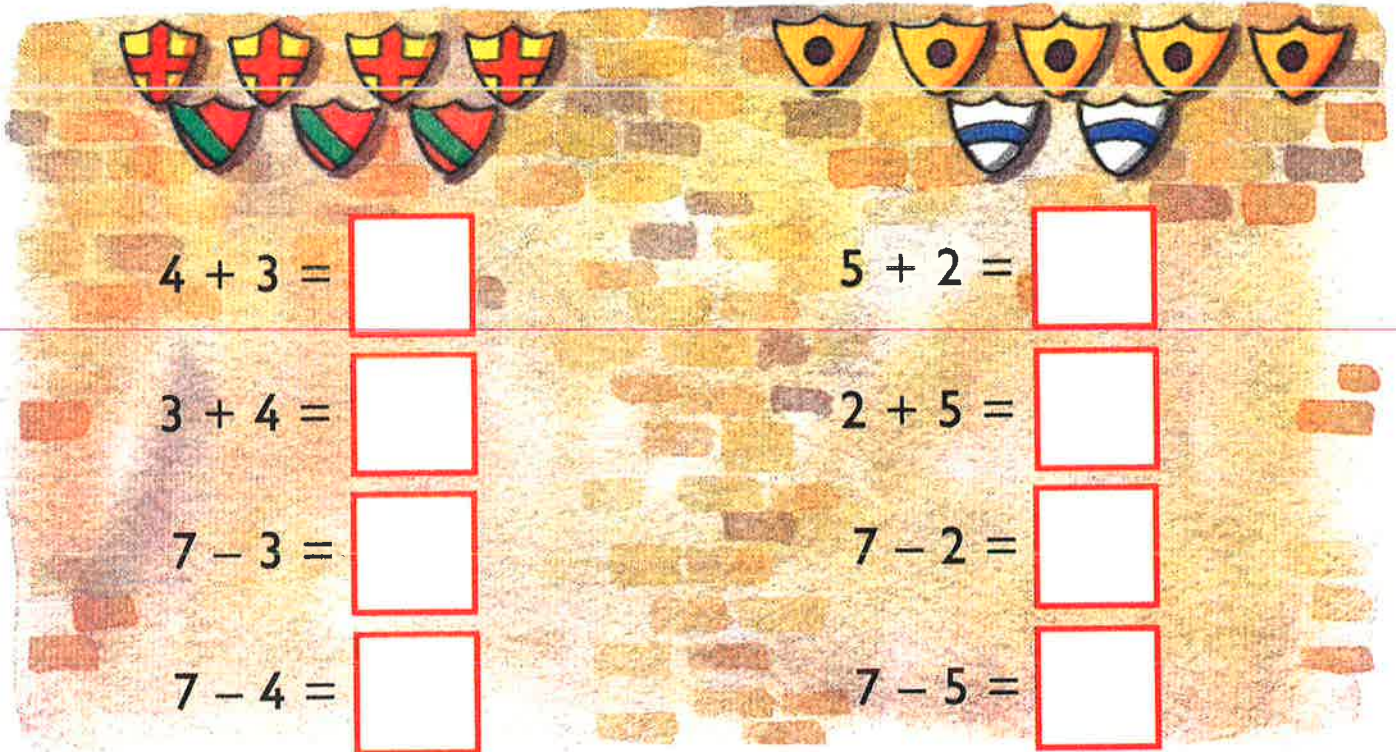 4 + 3 =
3 + 4 =
7 – 3 =
7 – 4 =
5 + 2 =
2 + 5 =
7 – 2 =
7 – 5 =